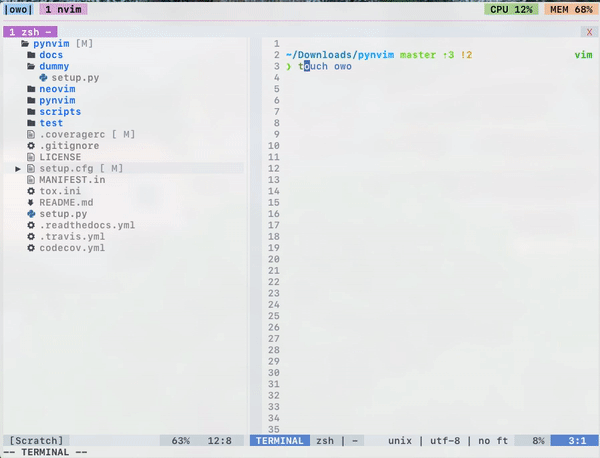 |owo| 1 nvim CPU 12% MEM 68%
1 zsh − X
pynvim [M]
docs
dummy
setup.py
neovim
pynvim
scripts
test
.coveragerc [ M]
.gitignore
LICENSE
setup.cfg [ M]
MANIFEST.in
tox.ini
README.md
setup.py
.readthedocs.yml
.travis.yml
codecov.yml
1
2 ~/Downloads/pynvim master ⇡3 !2 vim
3 ❯ touch owo
4
5
6
7
8
9
10
11
12
13
14
15
16
17
18
19
20
21
22
23
24
25
26
27
28
29
30
31
32
33
34
35
[Scratch] 63% 12:8 TERMINAL zsh | − unix | utf-8 | no ft 8% 3:1
-- TERMINAL --